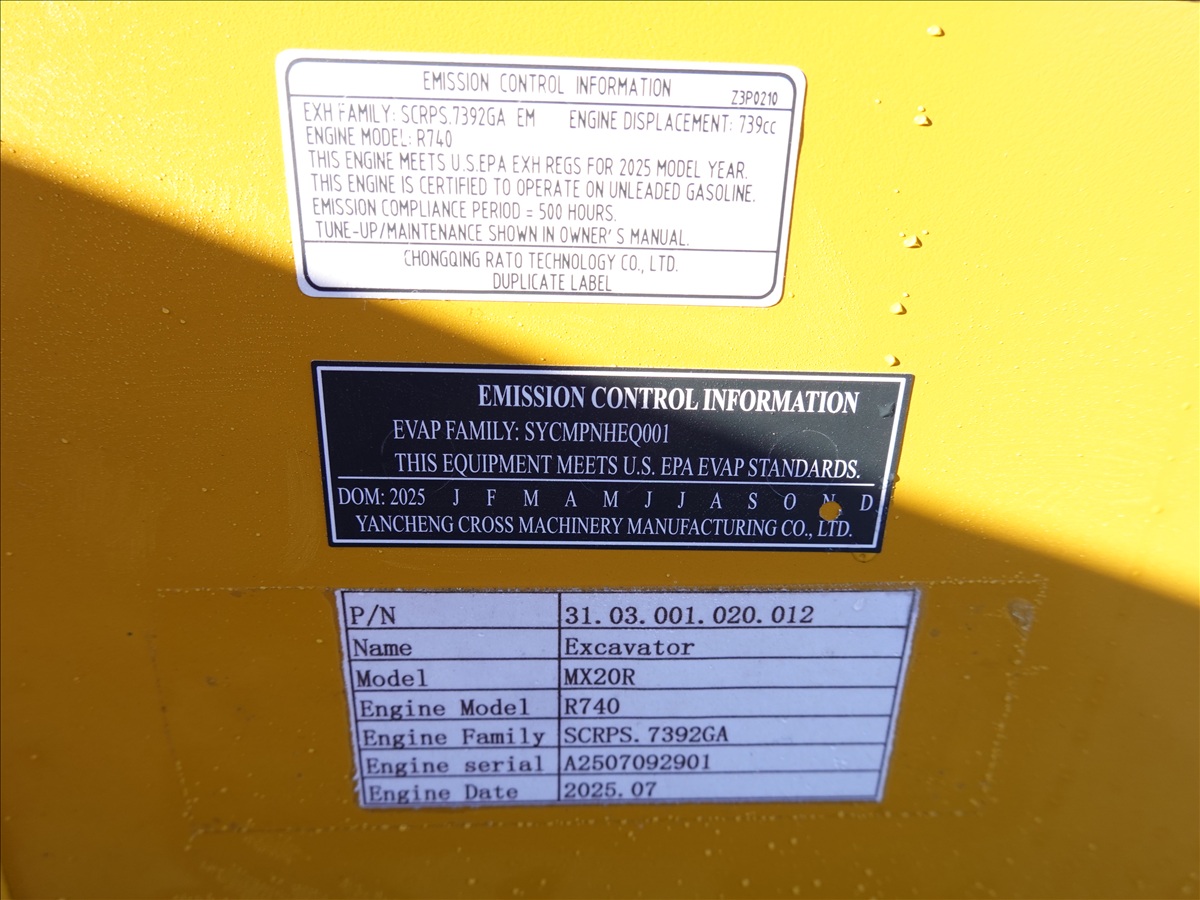 EMISSION CONTROL INFORMATION Z3P0210
EXH FAMILY: SCRPS.7392GA EM ENGINE DISPLACEMENT: 739cc
ENGINE MODEL: R740
THIS ENGINE MEETS U.S.EPA EXH REGS FOR 2025 MODEL YEAR.
THIS ENGINE IS CERTIFIED TO OPERATE ON UNLEADED GASOLINE.
EMISSION COMPLIANCE PERIOD = 500 HOURS.
TUNE-UP/MAINTENANCE SHOWN IN OWNER'S MANUAL.
CHONGQING RATO TECHNOLOGY CO., LTD.
DUPLICATE LABEL
EMISSION CONTROL INFORMATION
EVAP FAMILY: SYCMPNHEQ001
THIS EQUIPMENT MEETS U.S. EPA EVAP STANDARDS.
DOM: 2025 J F M A M J J A S O N D
YANCHENG CROSS MACHINERY MANUFACTURING CO., LTD.
P/N 31.03.001.020.012
Name Excavator
Model MX20R
Engine Model R740
Engine Family SCRPS.7392GA
Engine serial A2507092901
Engine Date 2025.07